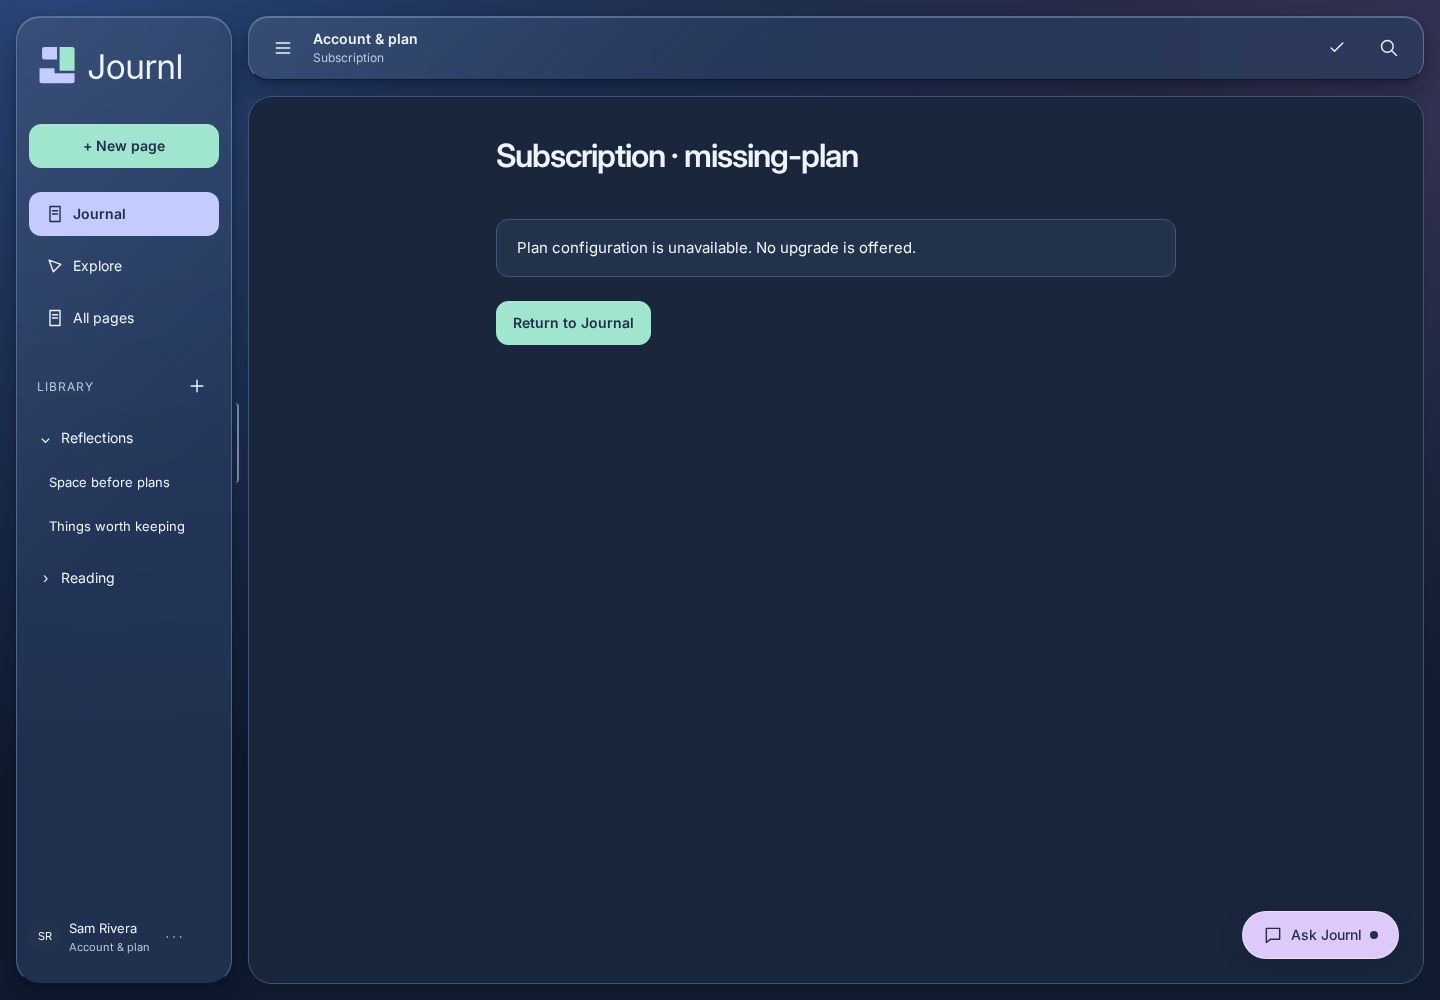 Journl
+ New page
Journal
Explore
All pages
LIBRARY
Reflections
Space before plans
Things worth keeping
Reading
SR
Sam Rivera
Account & plan
...
Account & plan
Subscription
Subscription · missing-plan
Plan configuration is unavailable. No upgrade is offered.
Return to Journal
Ask Journl